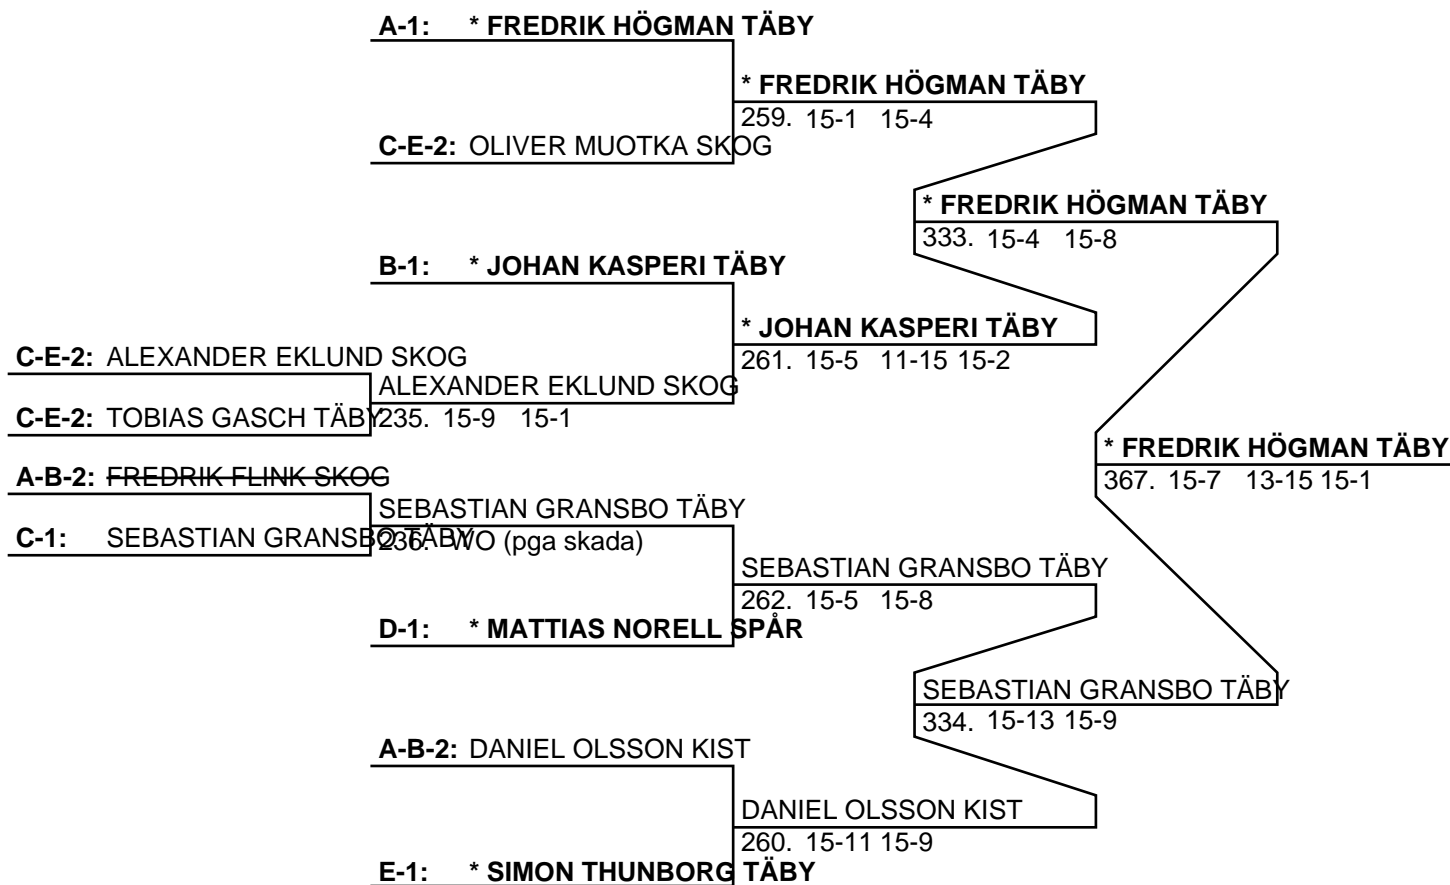 A-1: * FREDRIK HÖGMAN TÄBY
* FREDRIK HÖGMAN TÄBY
259. 15-1 15-4
C-E-2: OLIVER MUOTKA SKOG
* FREDRIK HÖGMAN TÄBY
333. 15-4 15-8
B-1: * JOHAN KASPERI TÄBY
* JOHAN KASPERI TÄBY
261. 15-5 11-15 15-2
C-E-2: ALEXANDER EKLUND SKOG
ALEXANDER EKLUND SKOG
C-E-2: TOBIAS GASCH TÄBY
235. 15-9 15-1
* FREDRIK HÖGMAN TÄBY
367. 15-7 13-15 15-1
A-B-2: FREDRIK FLINK SKOG
SEBASTIAN GRANSBO TÄBY
C-1: SEBASTIAN GRANSBO TÄBY
236. WO (pga skada)
SEBASTIAN GRANSBO TÄBY
262. 15-5 15-8
D-1: * MATTIAS NORELL SPÅR
SEBASTIAN GRANSBO TÄBY
334. 15-13 15-9
A-B-2: DANIEL OLSSON KIST
DANIEL OLSSON KIST
260. 15-11 15-9
E-1: * SIMON THUNBORG TÄBY